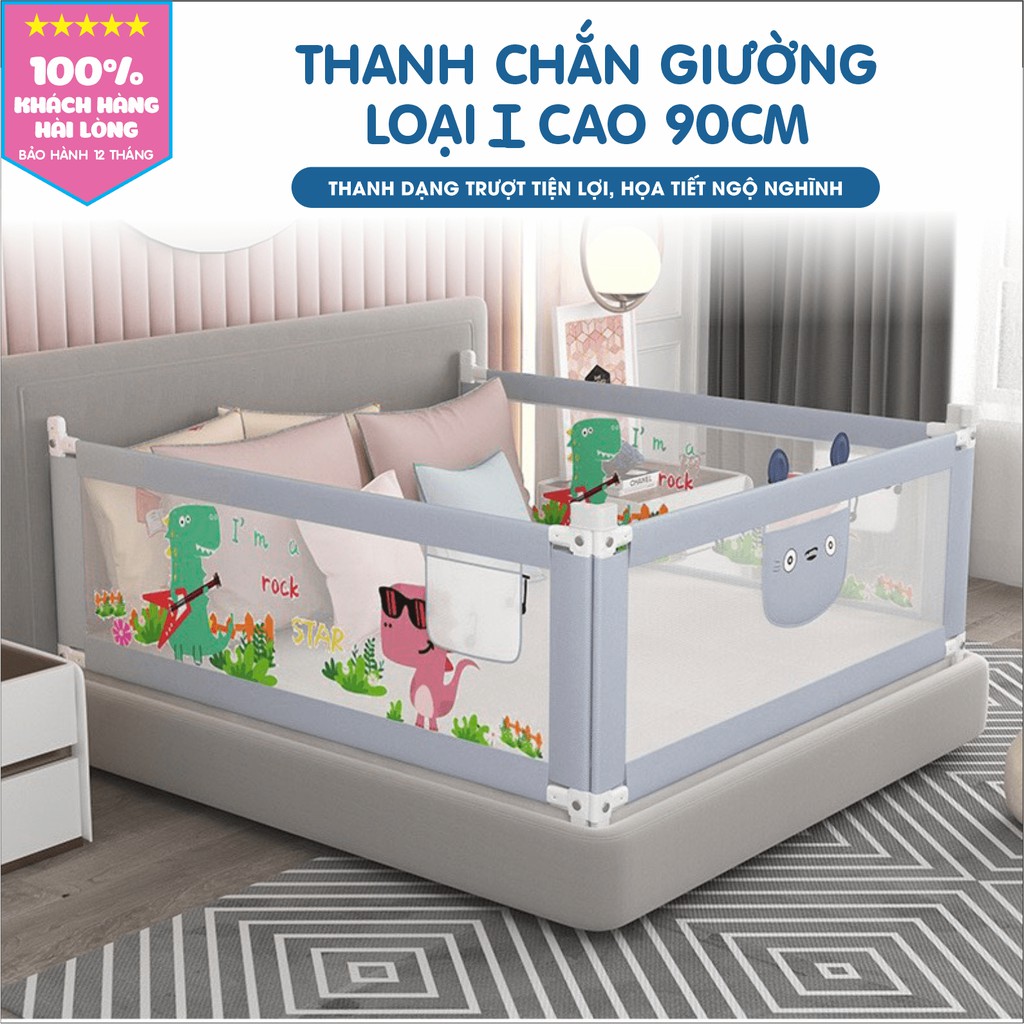 100%
KHÁCH HÀNG
HÀI LÒNG
BẢO HÀNH 12 THÁNG
THANH CHẮN GIƯỜNG
LOẠI I CAO 90CM
THANH DẠNG TRƯỢT TIỆN LỢI, HỌA TIẾT NGỘ NGHĨNH
I'm a
rock
CHANEL
I'm a
rock
STAR